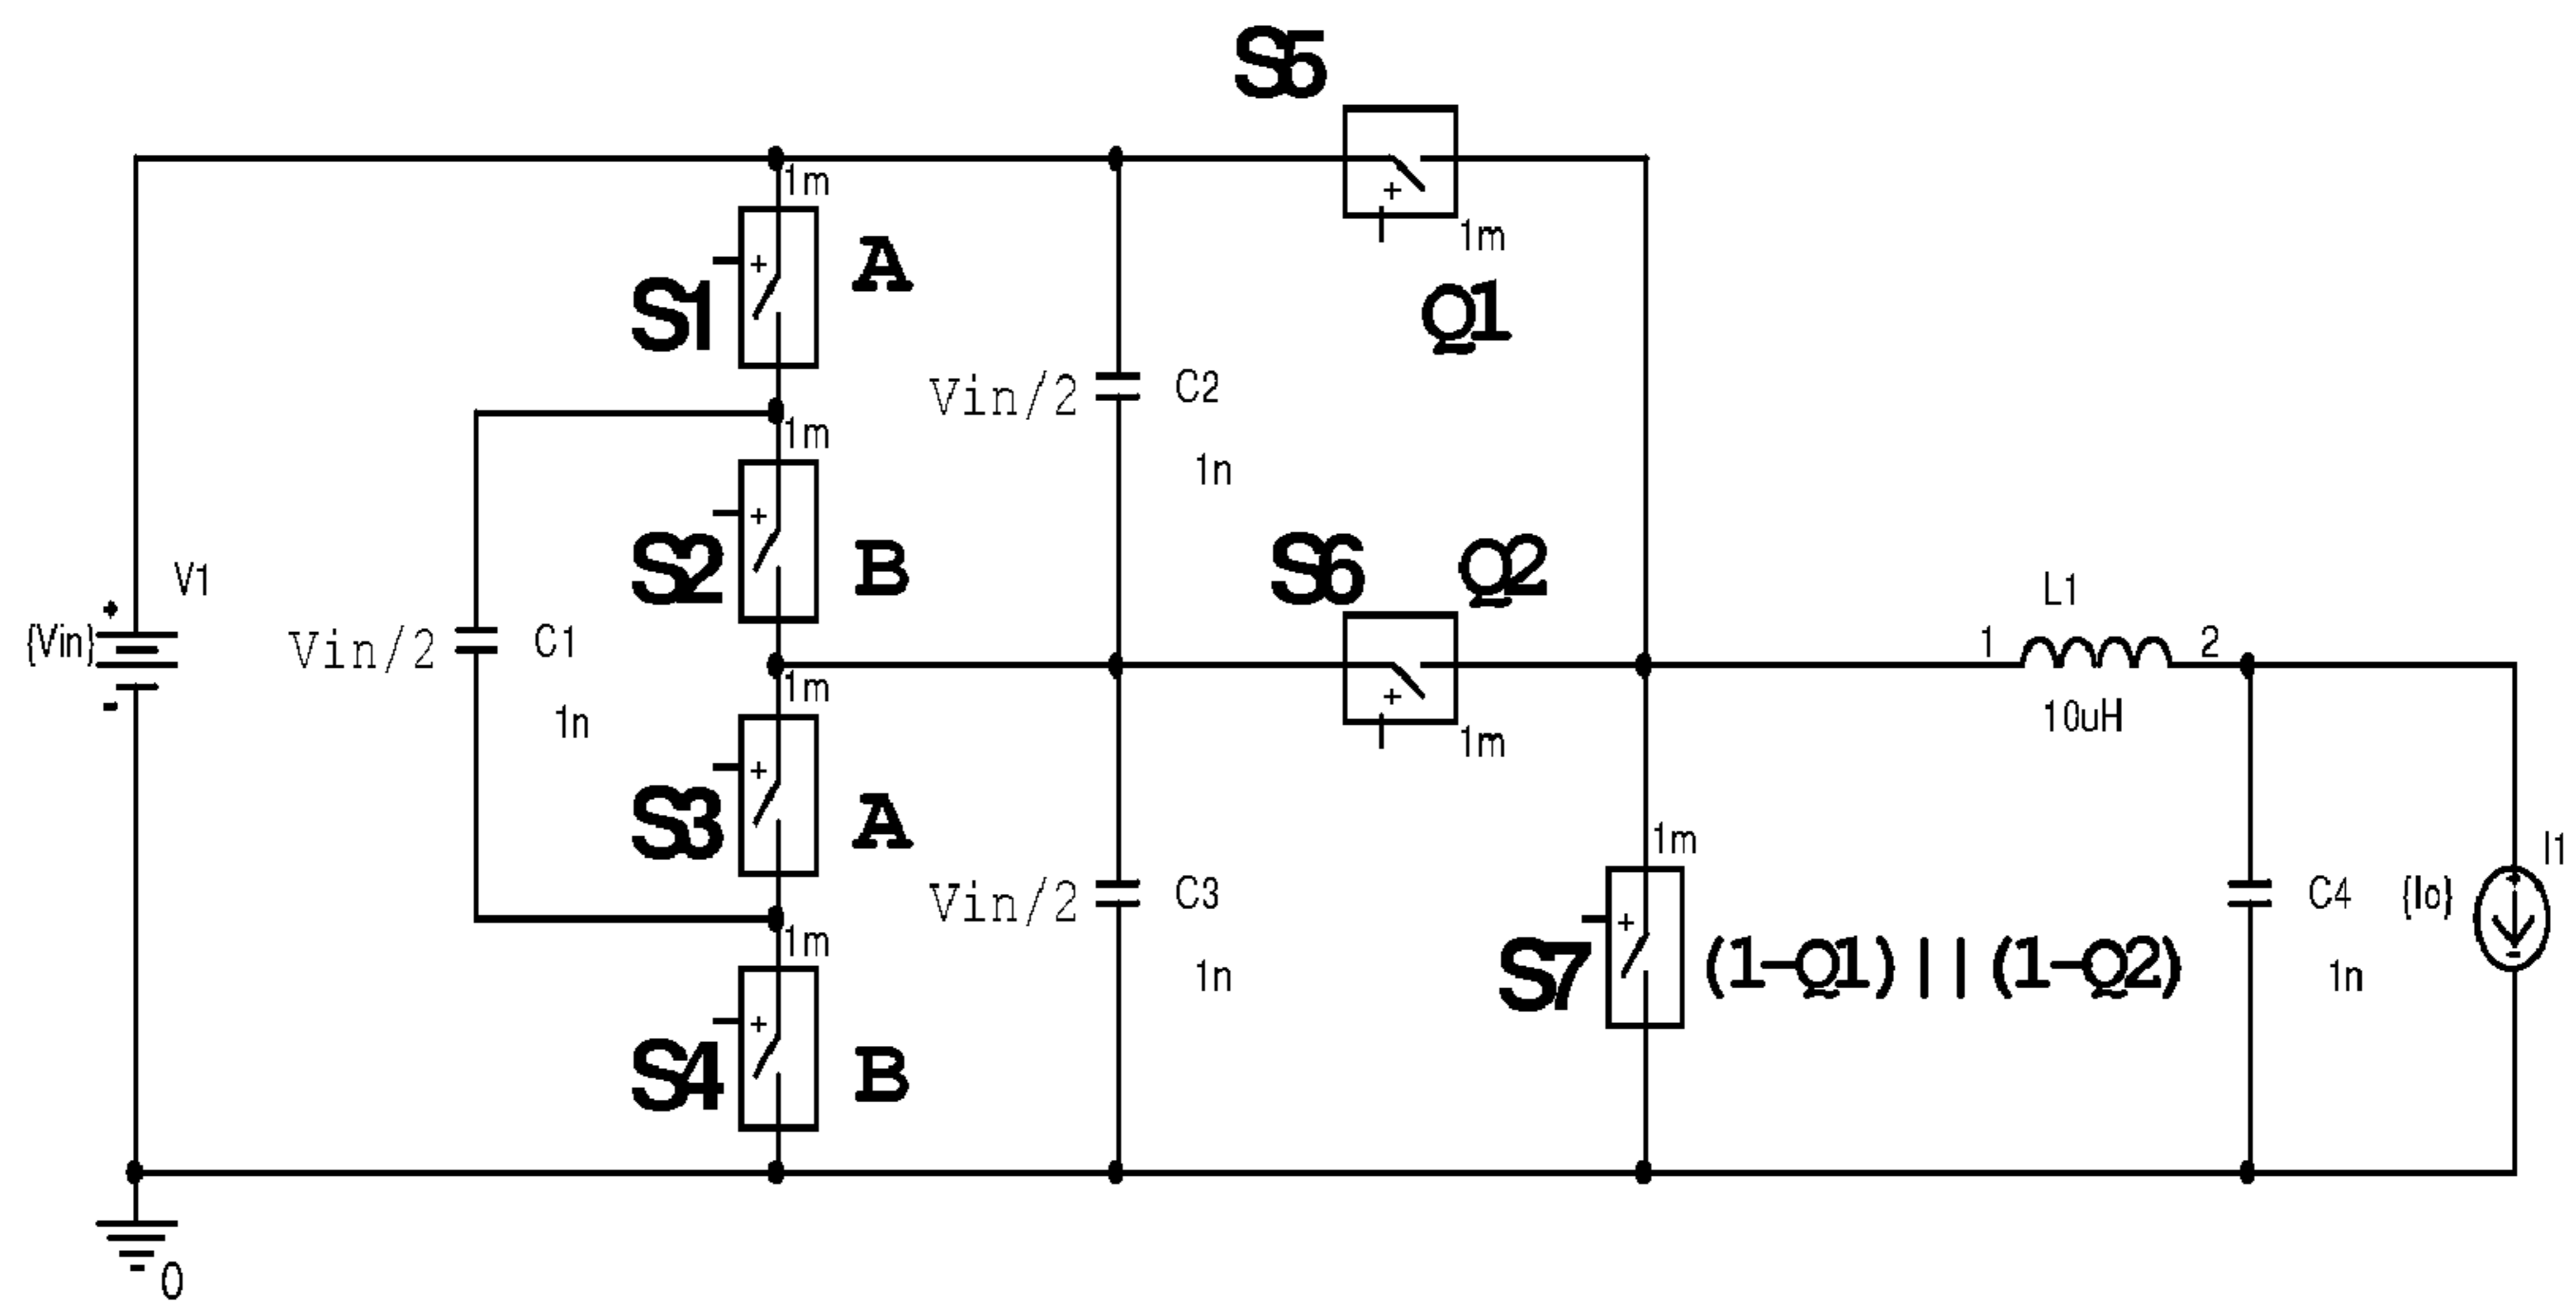 S5
1m
1m
A
S1
1m
Q1
Vin/2
C2
1m
1n
B
S2
S6
Q2
V1
+
{Vin}
-
Vin/2
C1
1n
L1
1
2
10uH
1m
1m
A
S3
1m
Vin/2
C3
1n
S7
(1-Q1)||(1-Q2)
C4
1n
{Io}
I1
1m
B
S4
0